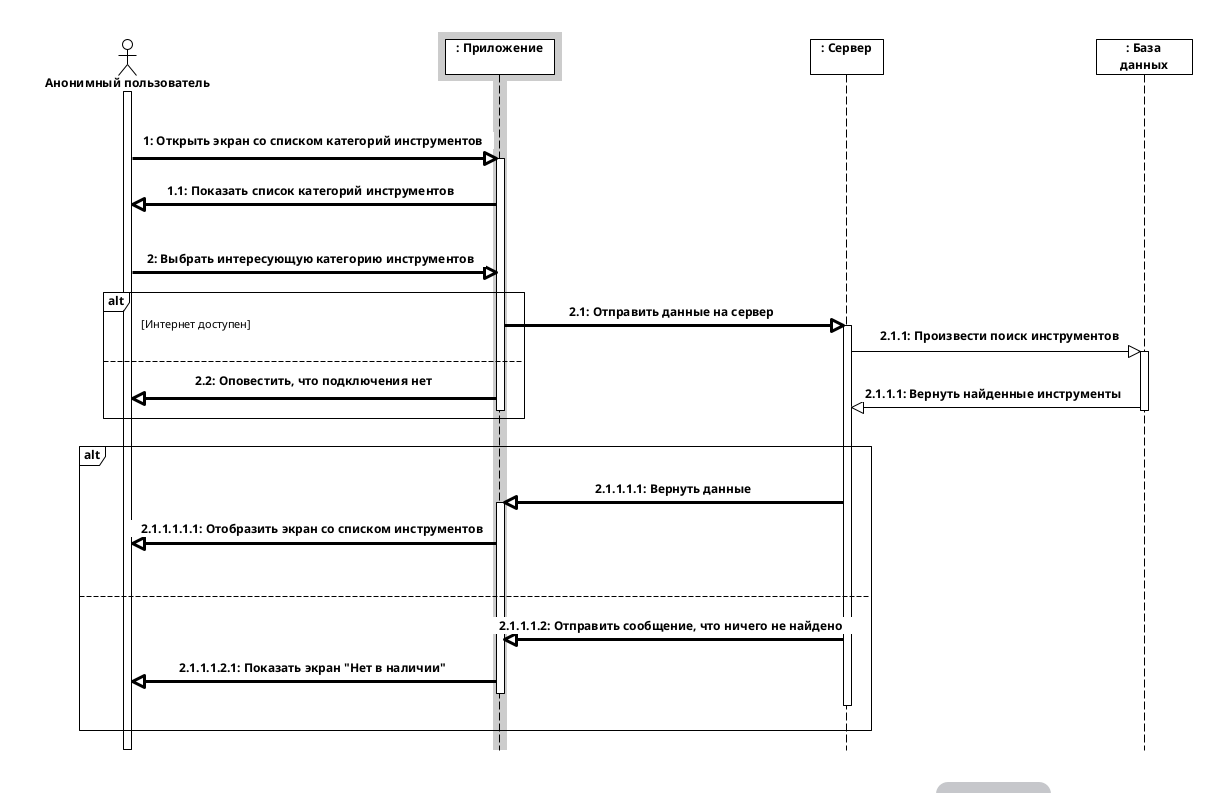 : Приложение
: Сервер
: База
данных
Анонимный пользователь
1: Открыть экран со списком категорий инструментов
1.1: Показать список категорий инструментов
2: Выбрать интересующую категорию инструментов
alt
[Интернет доступен]
2.1: Отправить данные на сервер
2.1.1: Произвести поиск инструментов
2.2: Оповестить, что подключения нет
2.1.1.1: Вернуть найденные инструменты
alt
2.1.1.1.1: Вернуть данные
2.1.1.1.1.1: Отобразить экран со списком инструментов
2.1.1.1.2: Отправить сообщение, что ничего не найдено
2.1.1.1.2.1: Показать экран "Нет в наличии"